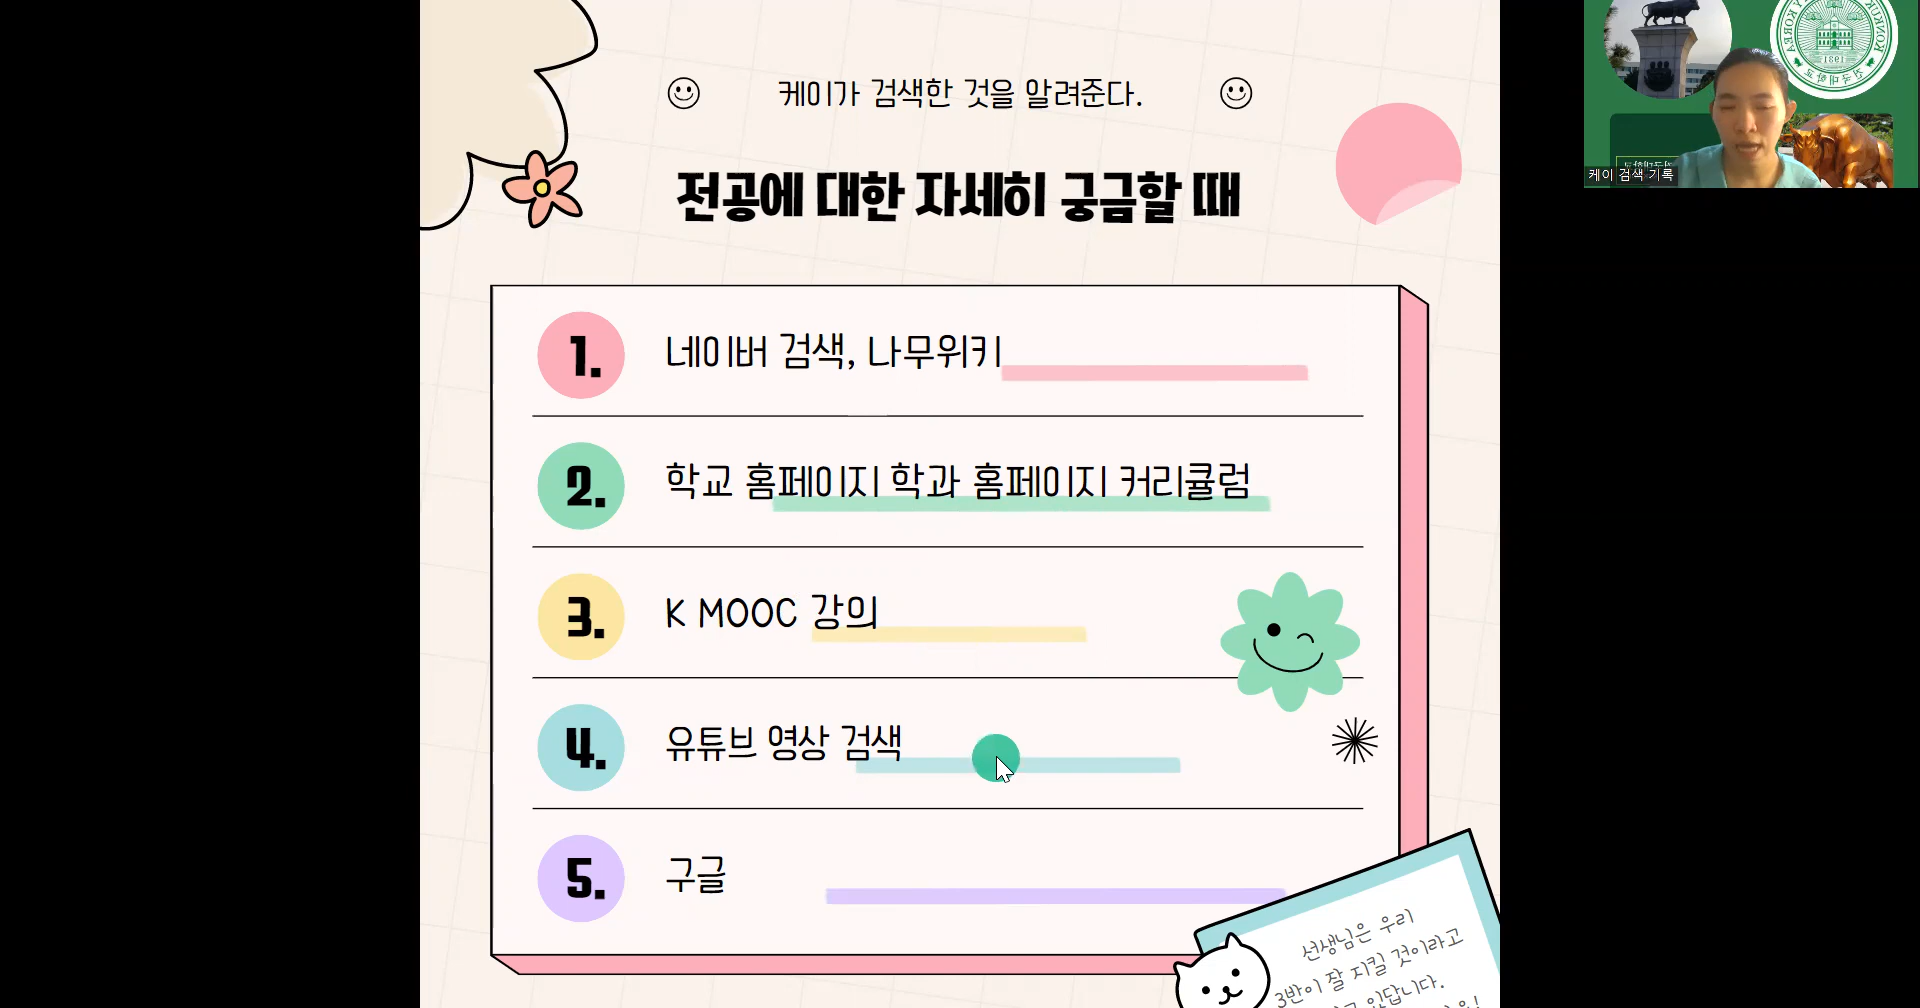 케이가 검색한 것을 알려준다.
전공에 대한 자세히 궁금할 때
1. 네이버 검색, 나무위키
2. 학교 홈페이지 학과 홈페이지 커리큘럼
3. K MOOC 강의
4. 유튜브 영상 검색
5. 구글
선생님은 우리
3반이 잘 지킬 것이라고
케이 검색 기록
1891